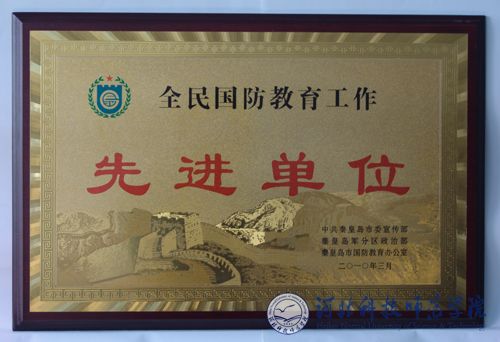 全民国防教育工作
先进单位
中共秦皇岛市委宣传部
秦皇岛军分区政治部
秦皇岛市国防教育办公室
二〇一〇年三月
河北科技师范学院